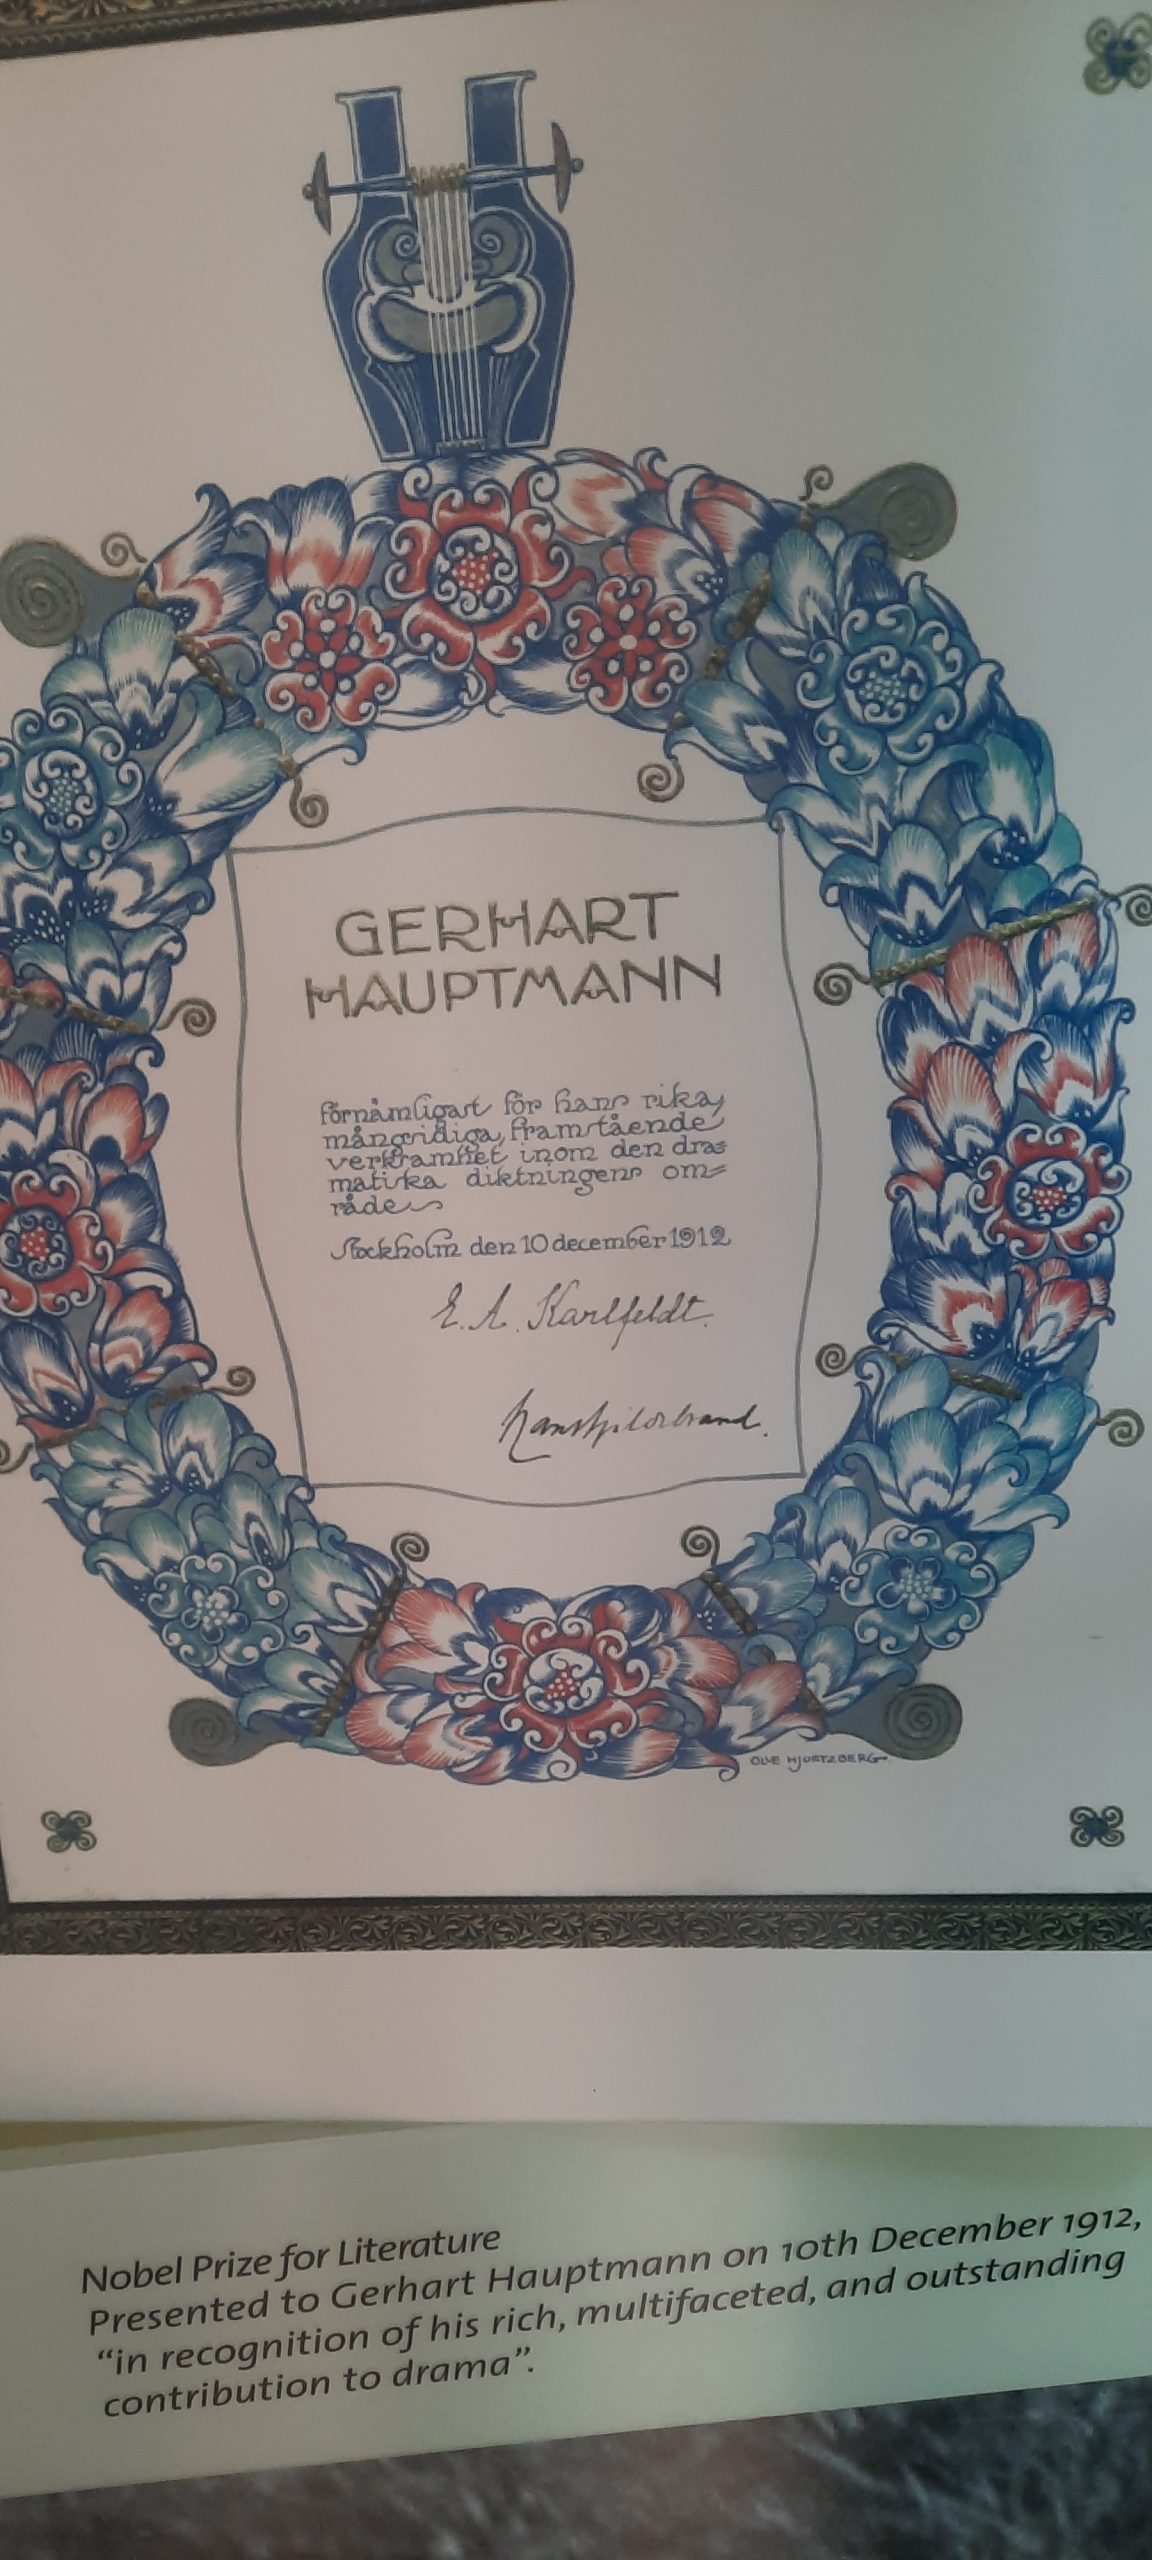 GERHART
HAUPTMANN
förnämligast för hans rika,
mångsidiga, framstående
verksamhet inom den dra=
matiska diktningens om=
råde
Stockholm den 10 december 1912
E. A. Karlfeldt.
Hans Hildebrand.
OLLE HJORTZBERG.
Nobel Prize for Literature
Presented to Gerhart Hauptmann on 10th December 1912,
“in recognition of his rich, multifaceted, and outstanding
contribution to drama”.